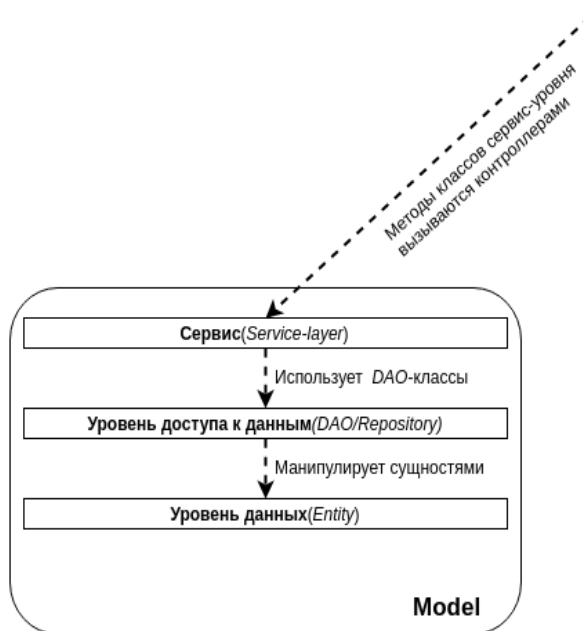 Методы классов сервис-уровня
вызываются контроллерами
Сервис(Service-layer)
Использует DAO-классы
Уровень доступа к данным(DAO/Repository)
Манипулирует сущностями
Уровень данных(Entity)
Model